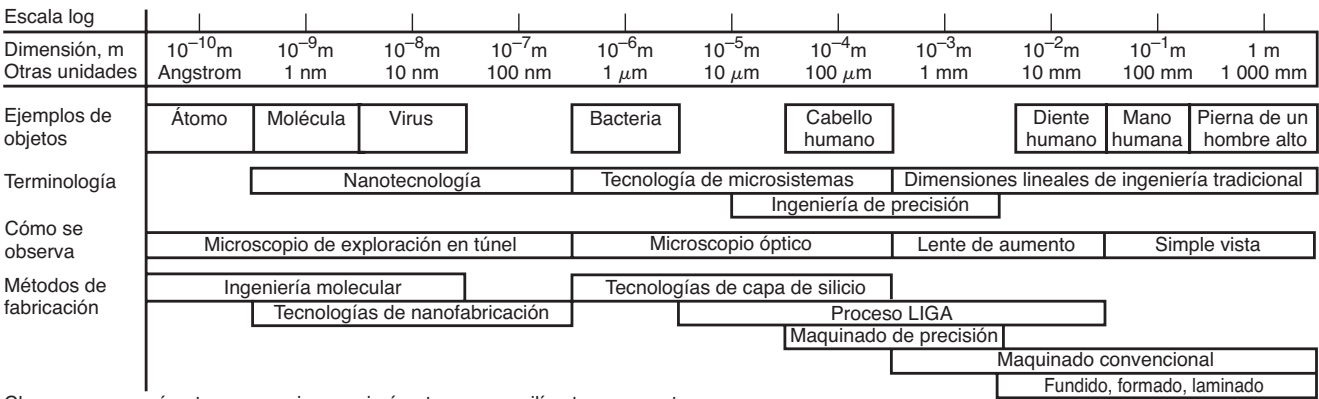 Escala log
Dimensión, m 10⁻¹⁰m 10⁻⁹m 10⁻⁸m 10⁻⁷m 10⁻⁶m 10⁻⁵m 10⁻⁴m 10⁻³m 10⁻²m 10⁻¹m 1 m
Otras unidades Angstrom 1 nm 10 nm 100 nm 1 μm 10 μm 100 μm 1 mm 10 mm 100 mm 1 000 mm
Ejemplos de Átomo Molécula Virus Bacteria Cabello Diente Mano Pierna de un
objetos humano humano humana hombre alto
Terminología Nanotecnología Tecnología de microsistemas Dimensiones lineales de ingeniería tradicional
Ingeniería de precisión
Cómo se
observa Microscopio de exploración en túnel Microscopio óptico Lente de aumento Simple vista
Métodos de Ingeniería molecular Tecnologías de capa de silicio
fabricación Tecnologías de nanofabricación Proceso LIGA
Maquinado de precisión
Maquinado convencional
Fundido, formado, laminado